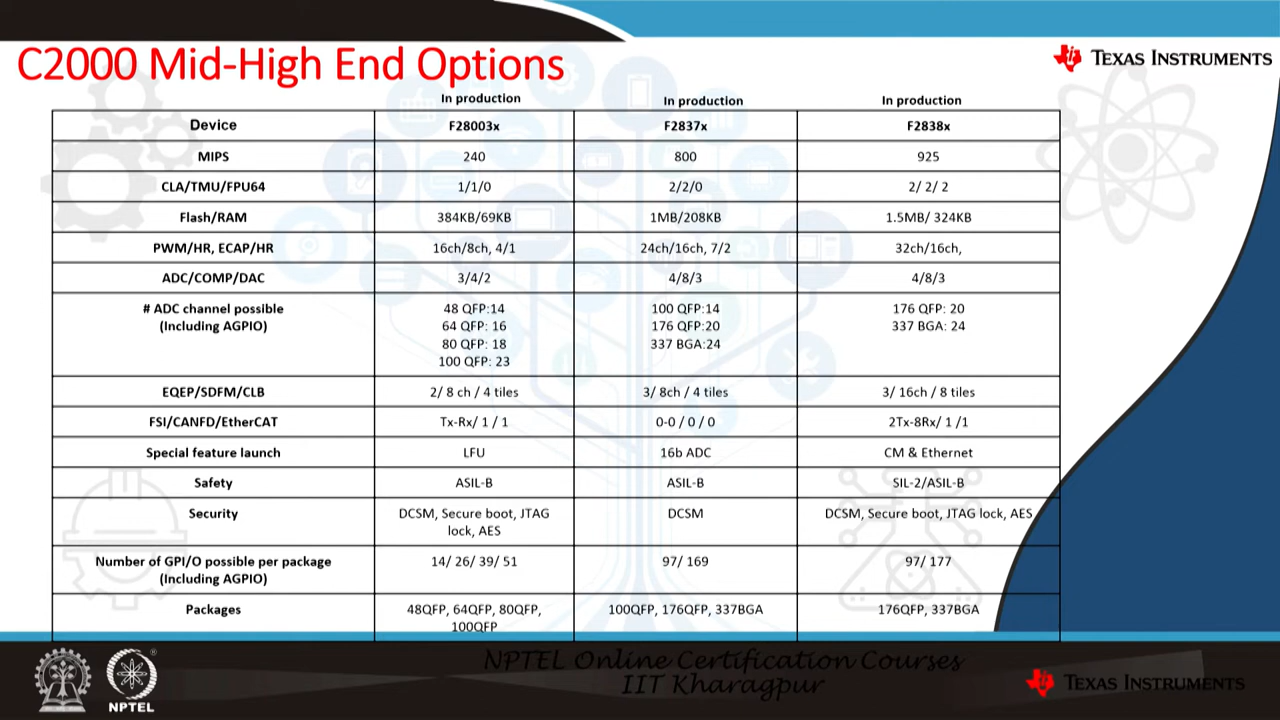 C2000 Mid-High End Options
TEXAS INSTRUMENTS
In production In production In production
Device F28003x F2837x F2838x
MIPS 240 800 925
CLA/TMU/FPU64 1/1/0 2/2/0 2/ 2/ 2
Flash/RAM 384KB/69KB 1MB/208KB 1.5MB/ 324KB
PWM/HR, ECAP/HR 16ch/8ch, 4/1 24ch/16ch, 7/2 32ch/16ch,
ADC/COMP/DAC 3/4/2 4/8/3 4/8/3
# ADC channel possible 48 QFP:14 100 QFP:14 176 QFP: 20
(Including AGPIO) 64 QFP: 16 176 QFP:20 337 BGA: 24
80 QFP: 18 337 BGA:24
100 QFP: 23
EQEP/SDFM/CLB 2/ 8 ch / 4 tiles 3/ 8ch / 4 tiles 3/ 16ch / 8 tiles
FSI/CANFD/EtherCAT Tx-Rx/ 1 / 1 0-0 / 0 / 0 2Tx-8Rx/ 1 /1
Special feature launch LFU 16b ADC CM & Ethernet
Safety ASIL-B ASIL-B SIL-2/ASIL-B
Security DCSM, Secure boot, JTAG DCSM DCSM, Secure boot, JTAG lock, AES
lock, AES
Number of GPI/O possible per package 14/ 26/ 39/ 51 97/ 169 97/ 177
(Including AGPIO)
Packages 48QFP, 64QFP, 80QFP, 100QFP, 176QFP, 337BGA 176QFP, 337BGA
100QFP
NPTEL Online Certification Courses
IIT Kharagpur
NPTEL
TEXAS INSTRUMENTS